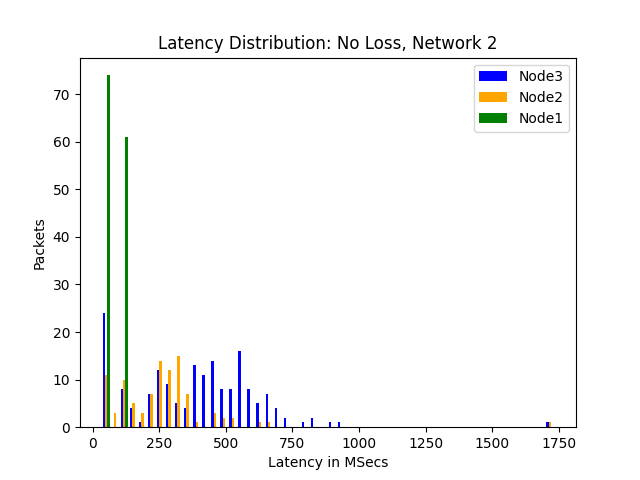 Latency Distribution: No Loss, Network 2
Node3
Node2
Node1
70
60
50
40
30
20
10
0
Packets
0 250 500 750 1000 1250 1500 1750
Latency in MSecs